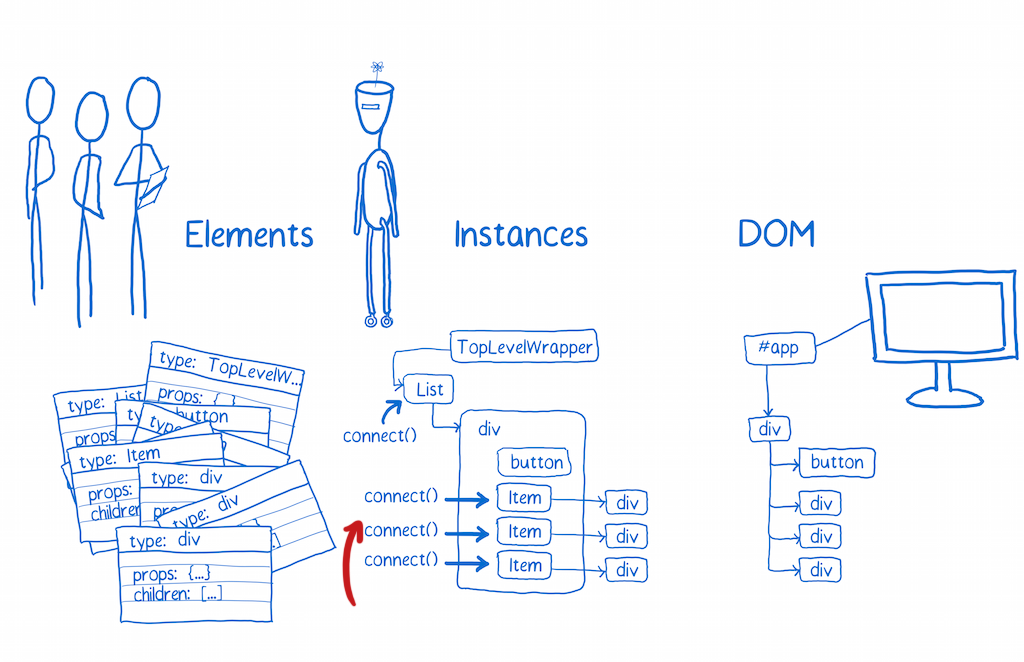 Elements
Instances
DOM
type: TopLevelW...
props: { }
type: List
props
ty
button
type:
type: Item
props:
children
type: div
pr
type: div
type: div
props: {...}
children: [...]
TopLevelWrapper
List
connect()
div
button
connect()
Item
div
connect()
Item
div
connect()
Item
div
#app
div
button
div
div
div